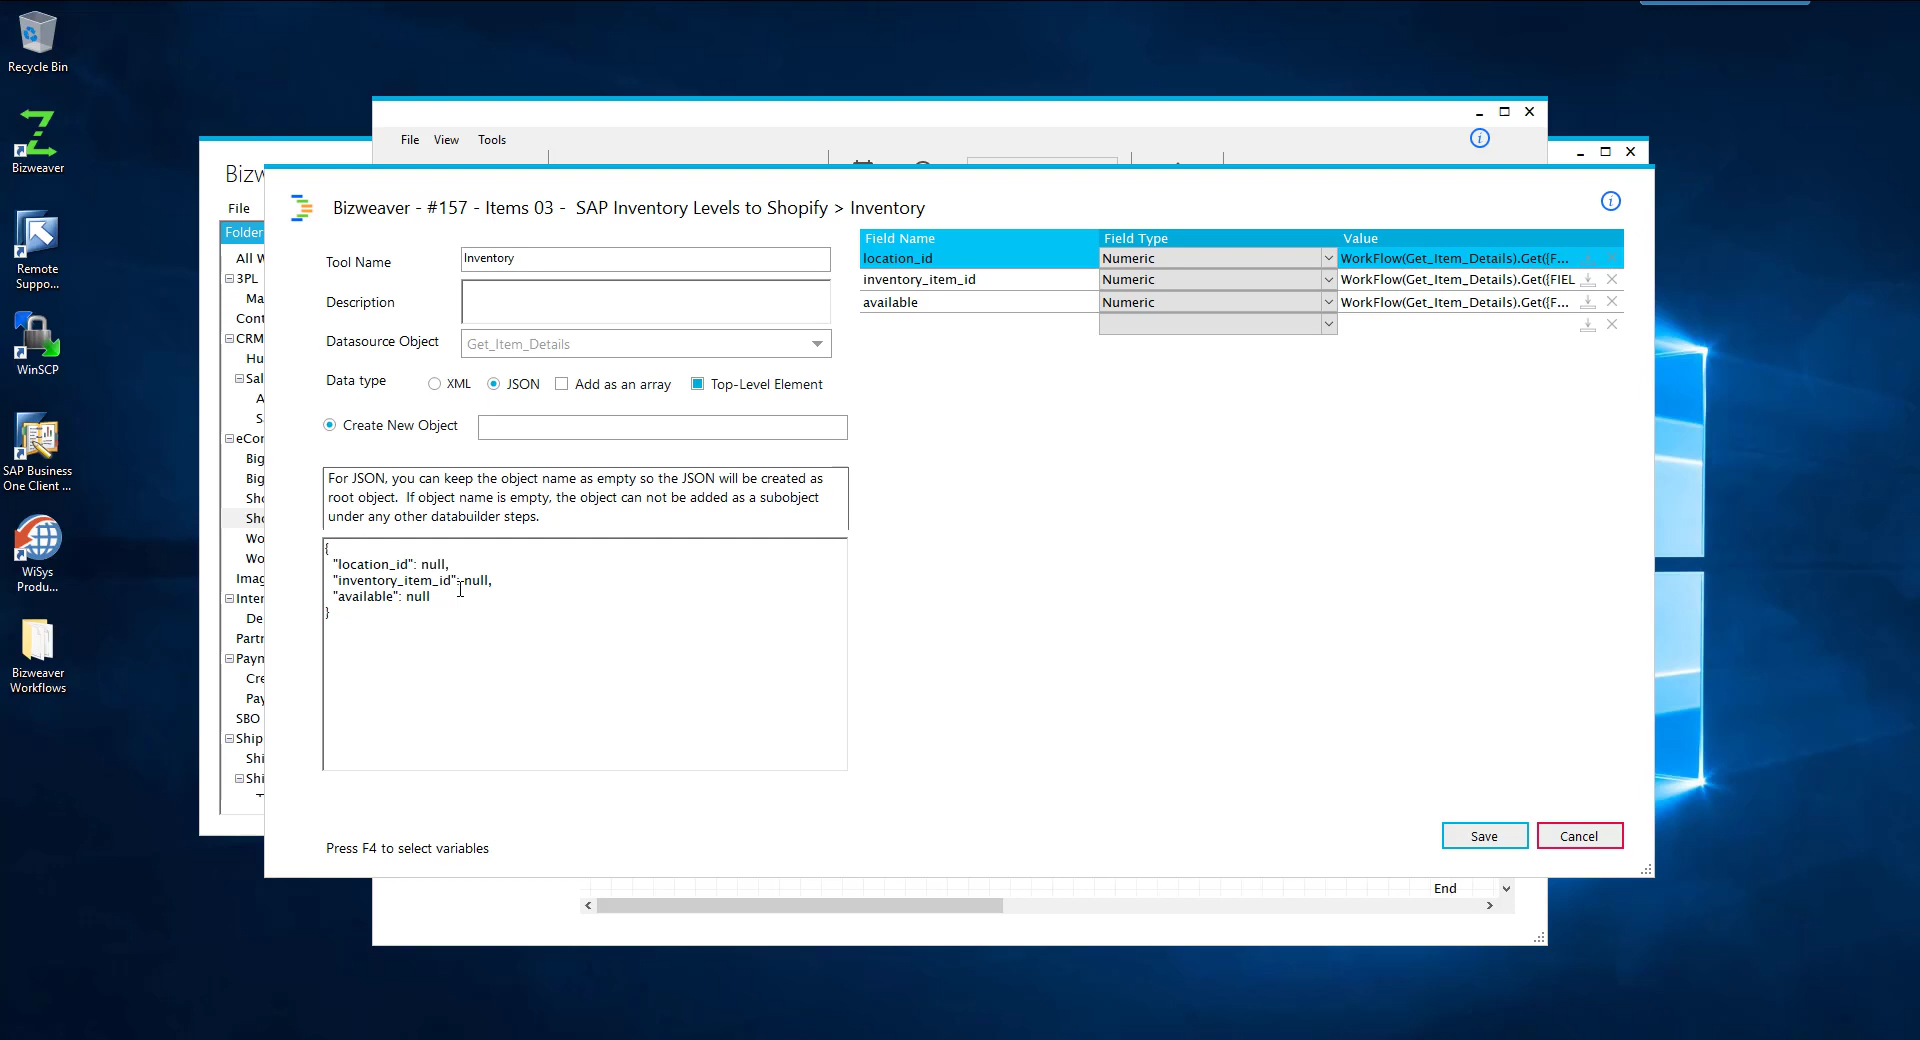 Recycle Bin
Bizweaver
Remote
Suppo...
WinSCP
SAP Business
One Client ...
WiSys
Produ...
Bizweaver
Workflows
File View Tools
Bizw
File
Folder
All W
3PL
Ma
Cont
CRM
Hu
Sal
A
S
eCor
Big
Big
Sho
Sho
Wo
Wo
Imag
Inter
De
Partr
Payn
Cre
Pay
SBO
Ship
Shi
Shi
Bizweaver - #157 - Items 03 - SAP Inventory Levels to Shopify > Inventory
Tool Name Inventory
Description
Datasource Object Get_Item_Details
Data type XML JSON Add as an array Top-Level Element
Create New Object
For JSON, you can keep the object name as empty so the JSON will be created as
root object. If object name is empty, the object can not be added as a subobject
under any other databuilder steps.
{
"location_id": null,
"inventory_item_id": null,
"available": null
}
Press F4 to select variables
Field Name Field Type Value
location_id Numeric WorkFlow(Get_Item_Details).Get({F...
inventory_item_id Numeric WorkFlow(Get_Item_Details).Get({FIEL
available Numeric WorkFlow(Get_Item_Details).Get({F...
Save Cancel
End